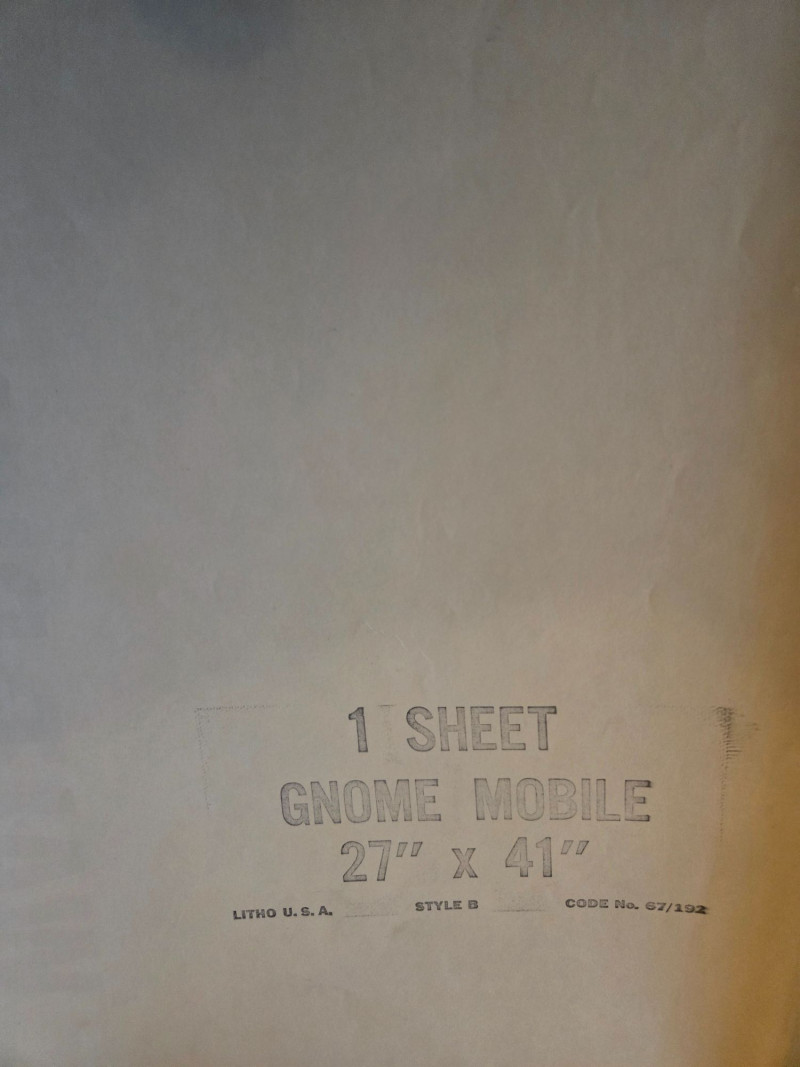 1 SHEET
GNOME MOBILE
27" x 41"
LITHO U.S.A. STYLE B CODE No. 67/192